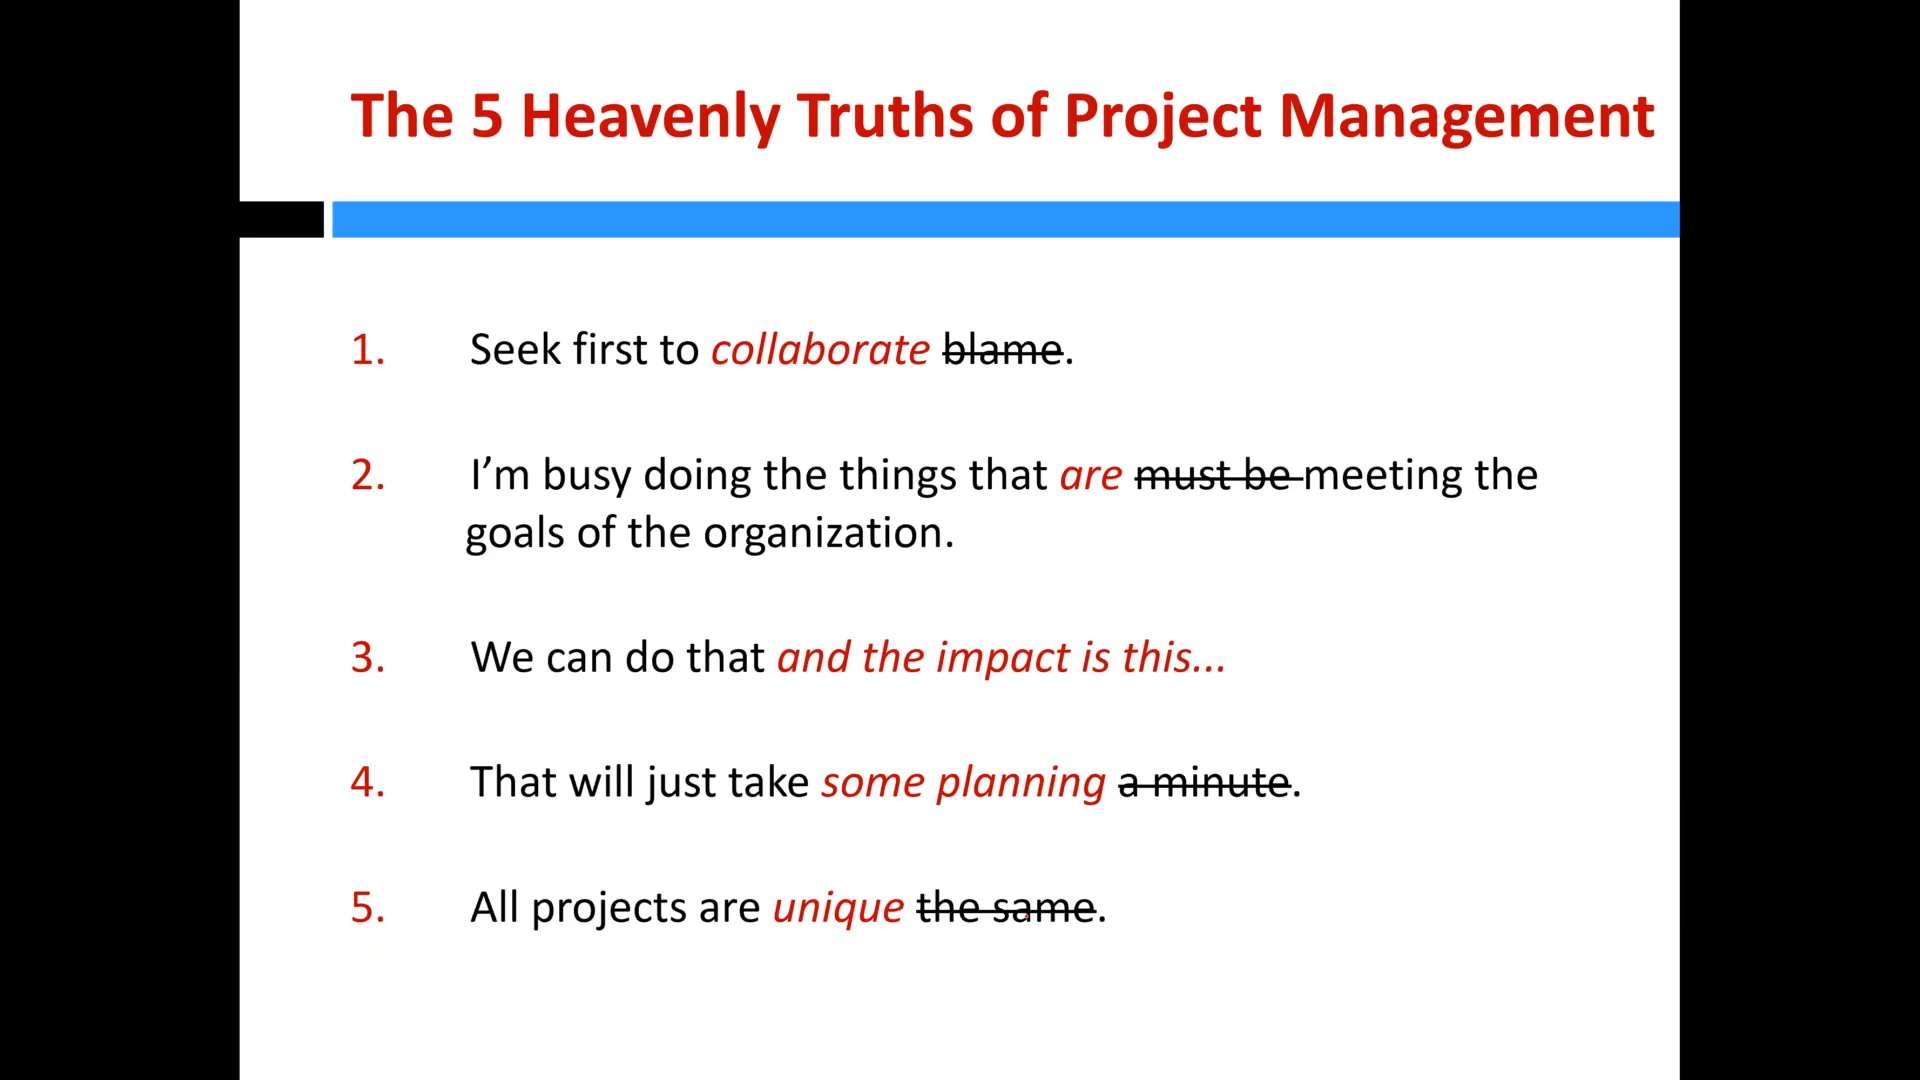 The 5 Heavenly Truths of Project Management
1. Seek first to collaborate blame.
2. I’m busy doing the things that are must be meeting the
goals of the organization.
3. We can do that and the impact is this...
4. That will just take some planning a minute.
5. All projects are unique the same.